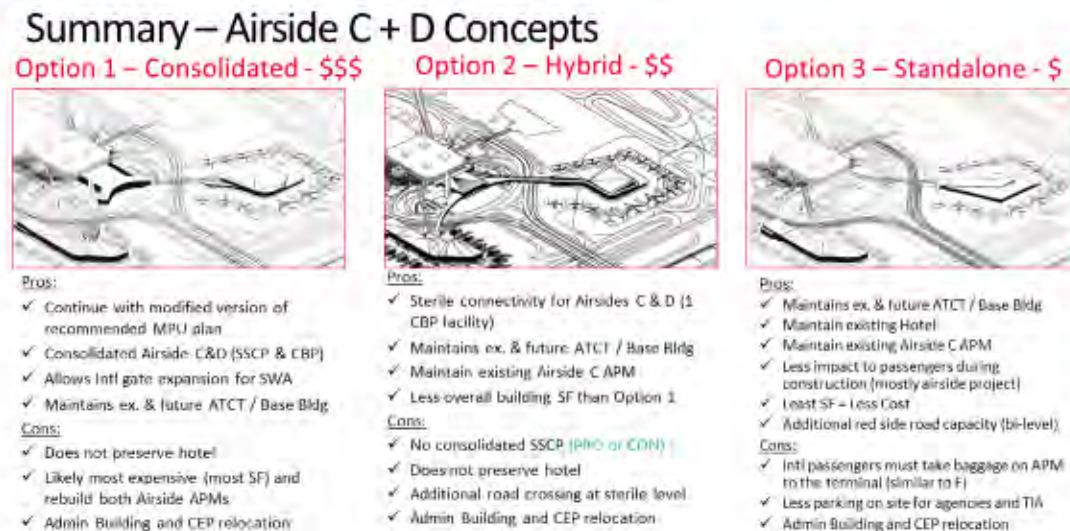 Summary – Airside C + D Concepts
Option 1 – Consolidated - $$$
Pros:
✓ Continue with modified version of
recommended MPU plan
✓ Consolidated Airside C&D (SSCP & CBP)
✓ Allows Intl gate expansion for SWA
✓ Maintains ex. & future ATCT / Base Bldg
Cons:
✓ Does not preserve hotel
✓ Likely most expensive (most SF) and
rebuild both Airside APMs
✓ Admin Building and CEP relocation
Option 2 – Hybrid - $$
Pros:
✓ Sterile connectivity for Airsides C & D (1
CBP facility)
✓ Maintains ex. & future ATCT / Base Bldg
✓ Maintain existing Airside C APM
✓ Less overall building SF than Option 1
Cons:
✓ No consolidated SSCP (PRO or CON)
✓ Does not preserve hotel
✓ Additional road crossing at sterile level
✓ Admin Building and CEP relocation
Option 3 – Standalone - $
Pros:
✓ Maintains ex. & future ATCT / Base Bldg
✓ Maintain existing Hotel
✓ Maintain existing Airside C APM
✓ Less impact to passengers during
construction (mostly airside project)
✓ Least SF = Less Cost
✓ Additional red side road capacity (bi-level)
Cons:
✓ Intl passengers must take baggage on APM
to the terminal (similar to F)
✓ Less parking on site for agencies and TIA
✓ Admin Building and CEP relocation